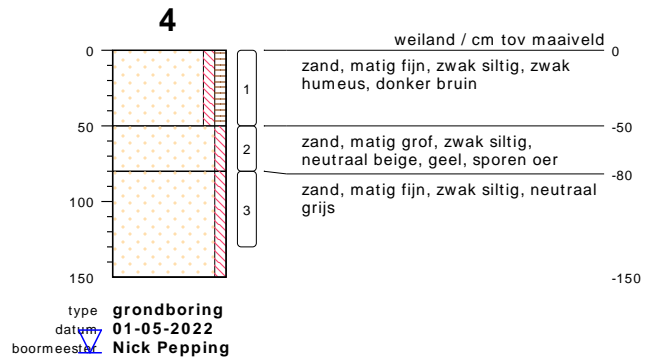 4
weiland / cm tov maaiveld
0
0
zand, matig fijn, zwak siltig, zwak
humeus, donker bruin
1
50
-50
zand, matig grof, zwak siltig,
neutraal beige, geel, sporen oer
2
-80
zand, matig fijn, zwak siltig, neutraal
grijs
3
100
150
-150
type grondboring
datum 01-05-2022
boormeester Nick Pepping